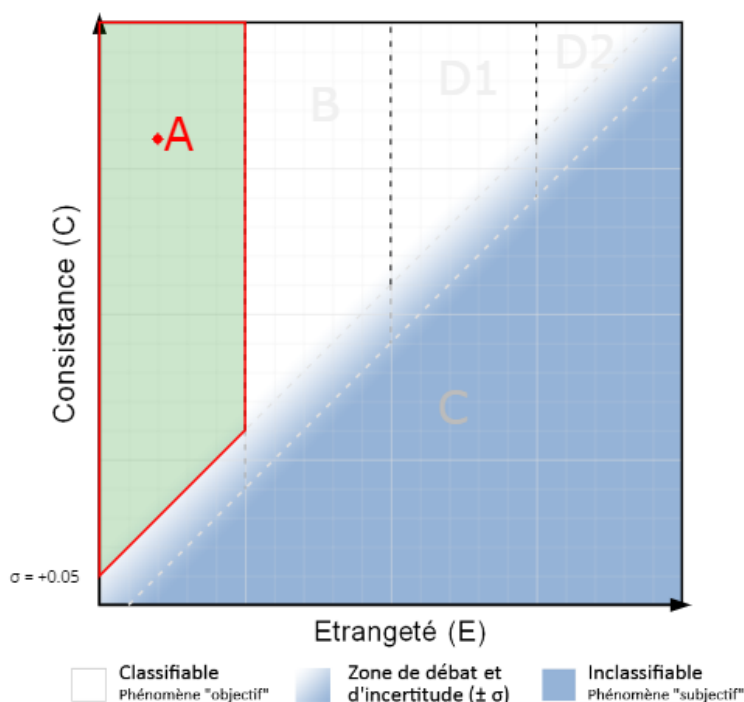 D2
D1
B
A
Consistance (C)
C
σ = +0.05
Etrangeté (E)
Classifiable
Phénomène "objectif"
Zone de débat et
d'incertitude (± σ)
Inclassifiable
Phénomène "subjectif"